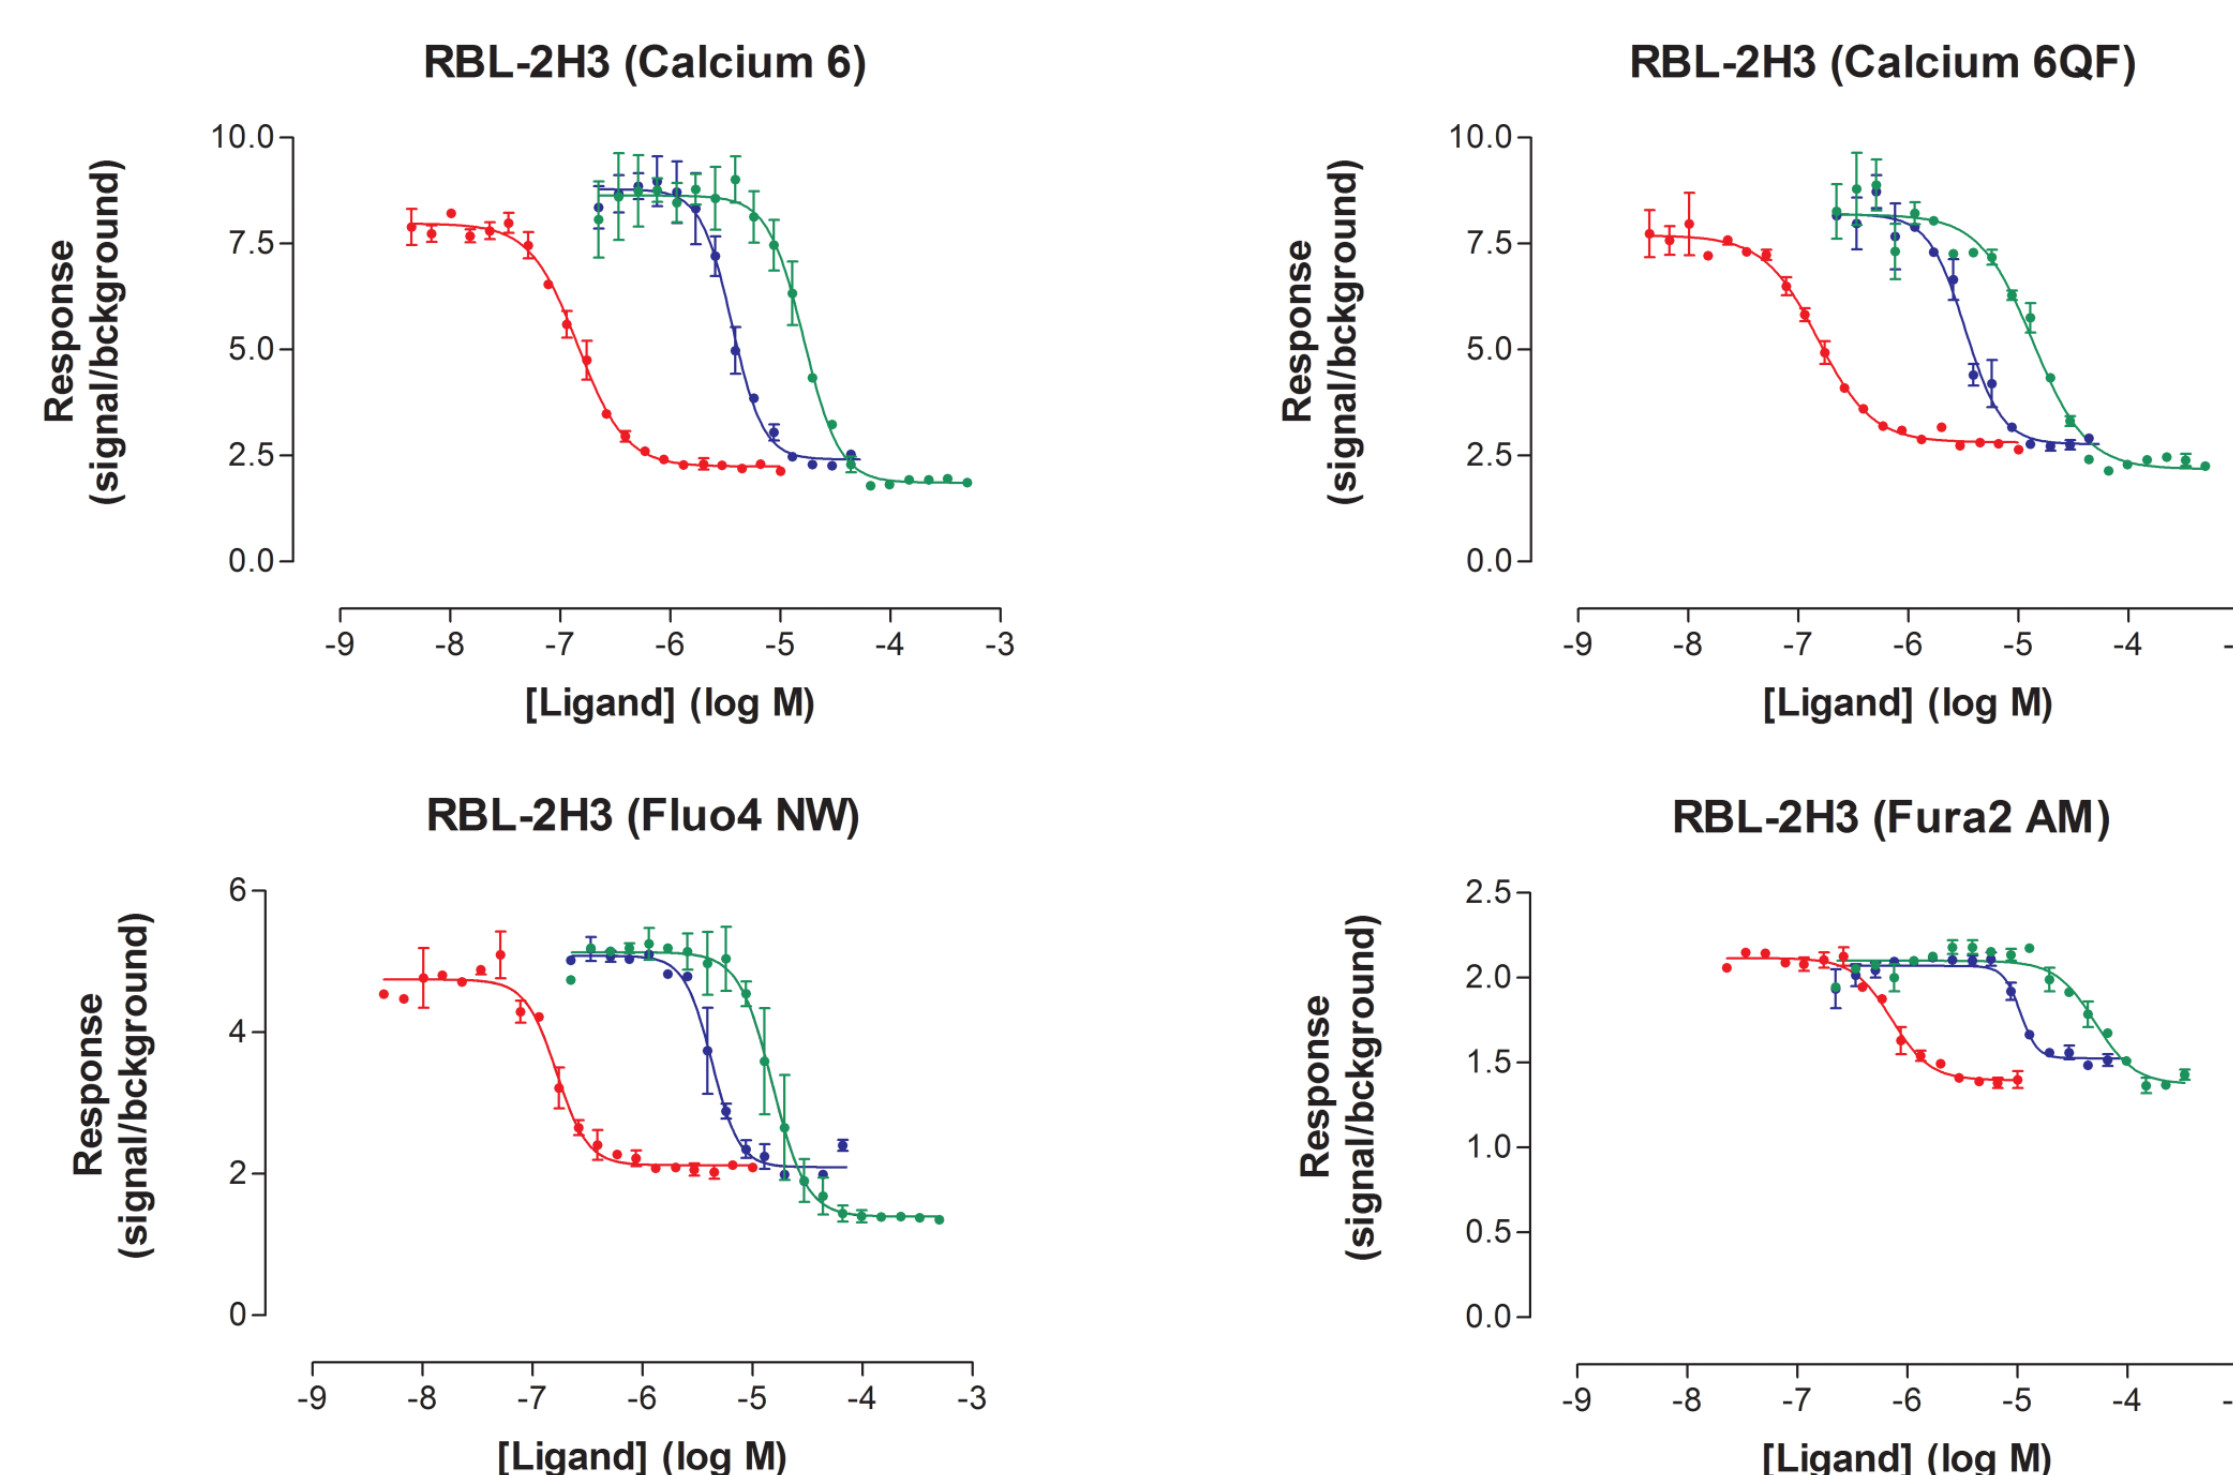 RBL-2H3 (Calcium 6)
Response
(signal/bckground)
10.0
7.5
5.0
2.5
0.0
-9 -8 -7 -6 -5 -4 -3
[Ligand] (log M)
RBL-2H3 (Calcium 6QF)
Response
(signal/bckground)
10.0
7.5
5.0
2.5
0.0
-9 -8 -7 -6 -5 -4
[Ligand] (log M)
RBL-2H3 (Fluo4 NW)
Response
(signal/bckground)
6
4
2
0
-9 -8 -7 -6 -5 -4 -3
[Ligand] (log M)
RBL-2H3 (Fura2 AM)
Response
(signal/bckground)
2.5
2.0
1.5
1.0
0.5
0.0
-9 -8 -7 -6 -5 -4
[Ligand] (log M)